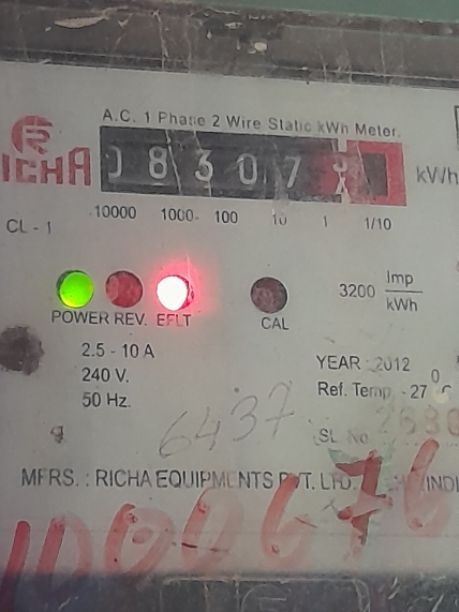 A.C. 1 Phase 2 Wire Static kWh Meter.
RICHA
08307
kWh
10000 1000 100 10 1 1/10
CL - 1
3200 Imp/kWh
POWER REV. EFLT CAL
2.5 - 10 A
240 V.
50 Hz.
YEAR : 2012
Ref. Temp. - 27 0 C
6437
SL No.
MFRS. : RICHA EQUIPMENTS PVT. LTD.
1000676